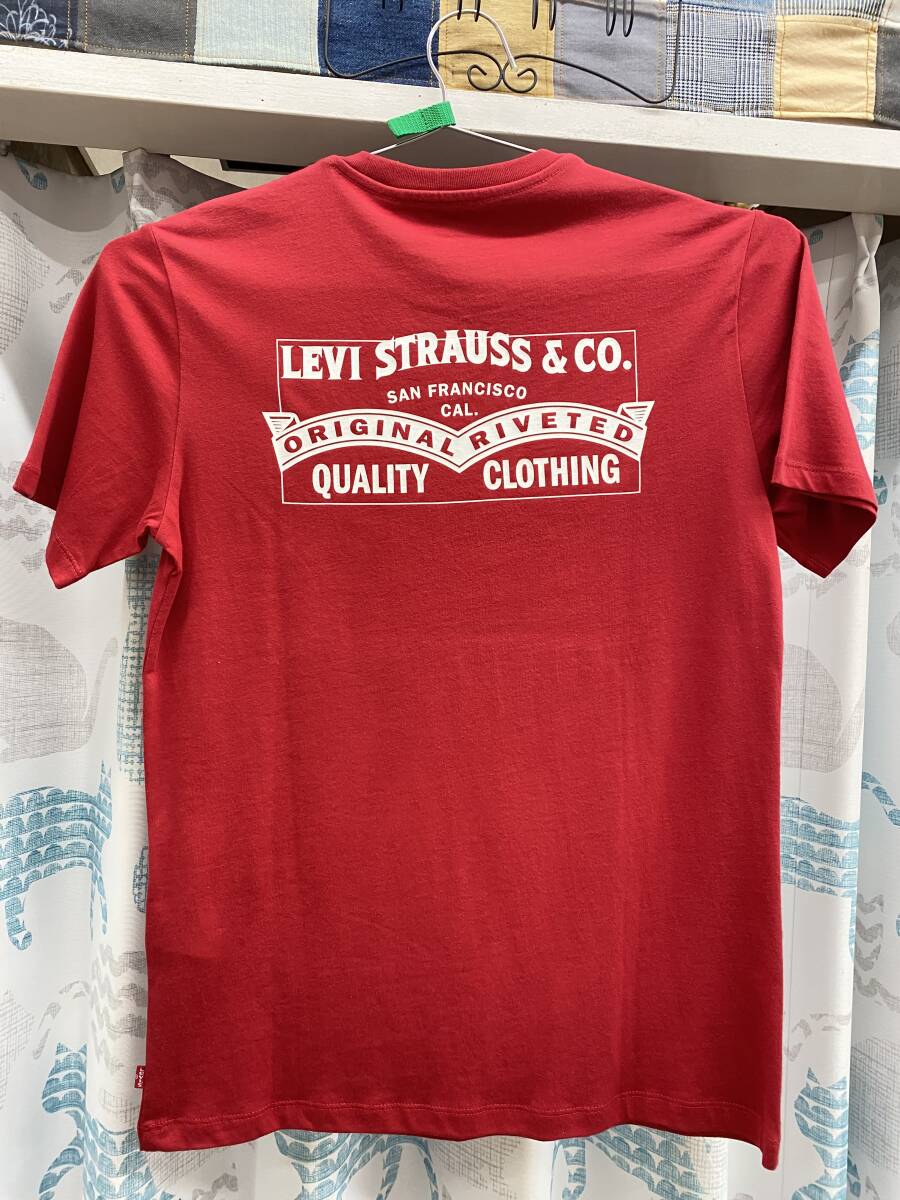 LEVI STRAUSS & CO.
SAN FRANCISCO
CAL.
ORIGINAL RIVETED
QUALITY CLOTHING